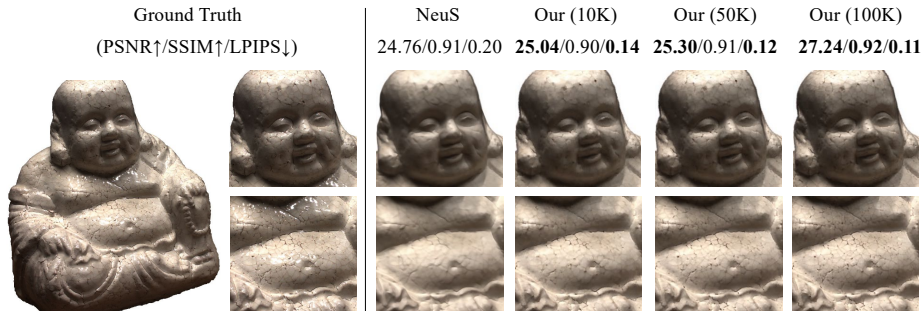 Ground Truth
(PSNR↑/SSIM↑/LPIPS↓)
NeuS
24.76/0.91/0.20
Our (10K)
25.04/0.90/0.14
Our (50K)
25.30/0.91/0.12
Our (100K)
27.24/0.92/0.11